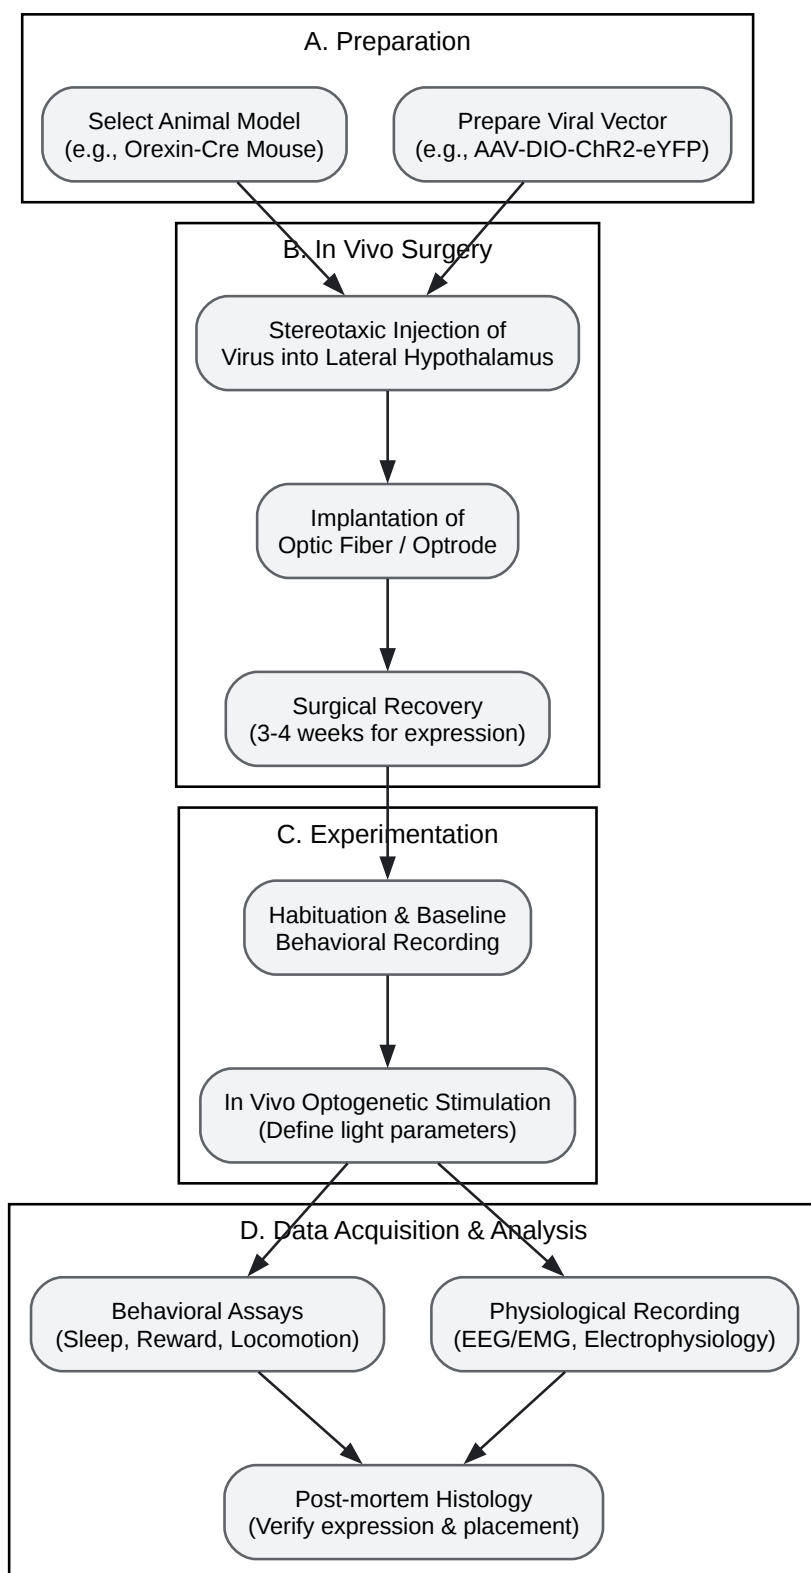 A. Preparation
Select Animal Model
(e.g., Orexin-Cre Mouse)
Prepare Viral Vector
(e.g., AAV-DIO-ChR2-eYFP)
B. In Vivo Surgery
Stereotaxic Injection of
Virus into Lateral Hypothalamus
Implantation of
Optic Fiber / Optrode
Surgical Recovery
(3-4 weeks for expression)
C. Experimentation
Habituation & Baseline
Behavioral Recording
In Vivo Optogenetic Stimulation
(Define light parameters)
D. Data Acquisition & Analysis
Behavioral Assays
(Sleep, Reward, Locomotion)
Physiological Recording
(EEG/EMG, Electrophysiology)
Post-mortem Histology
(Verify expression & placement)